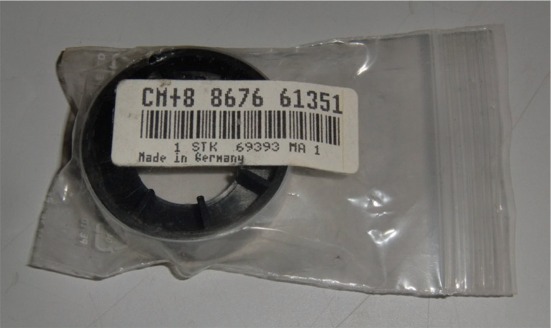 CM+8 8676 61351
1 STK 69393 MA 1
Made in Germany